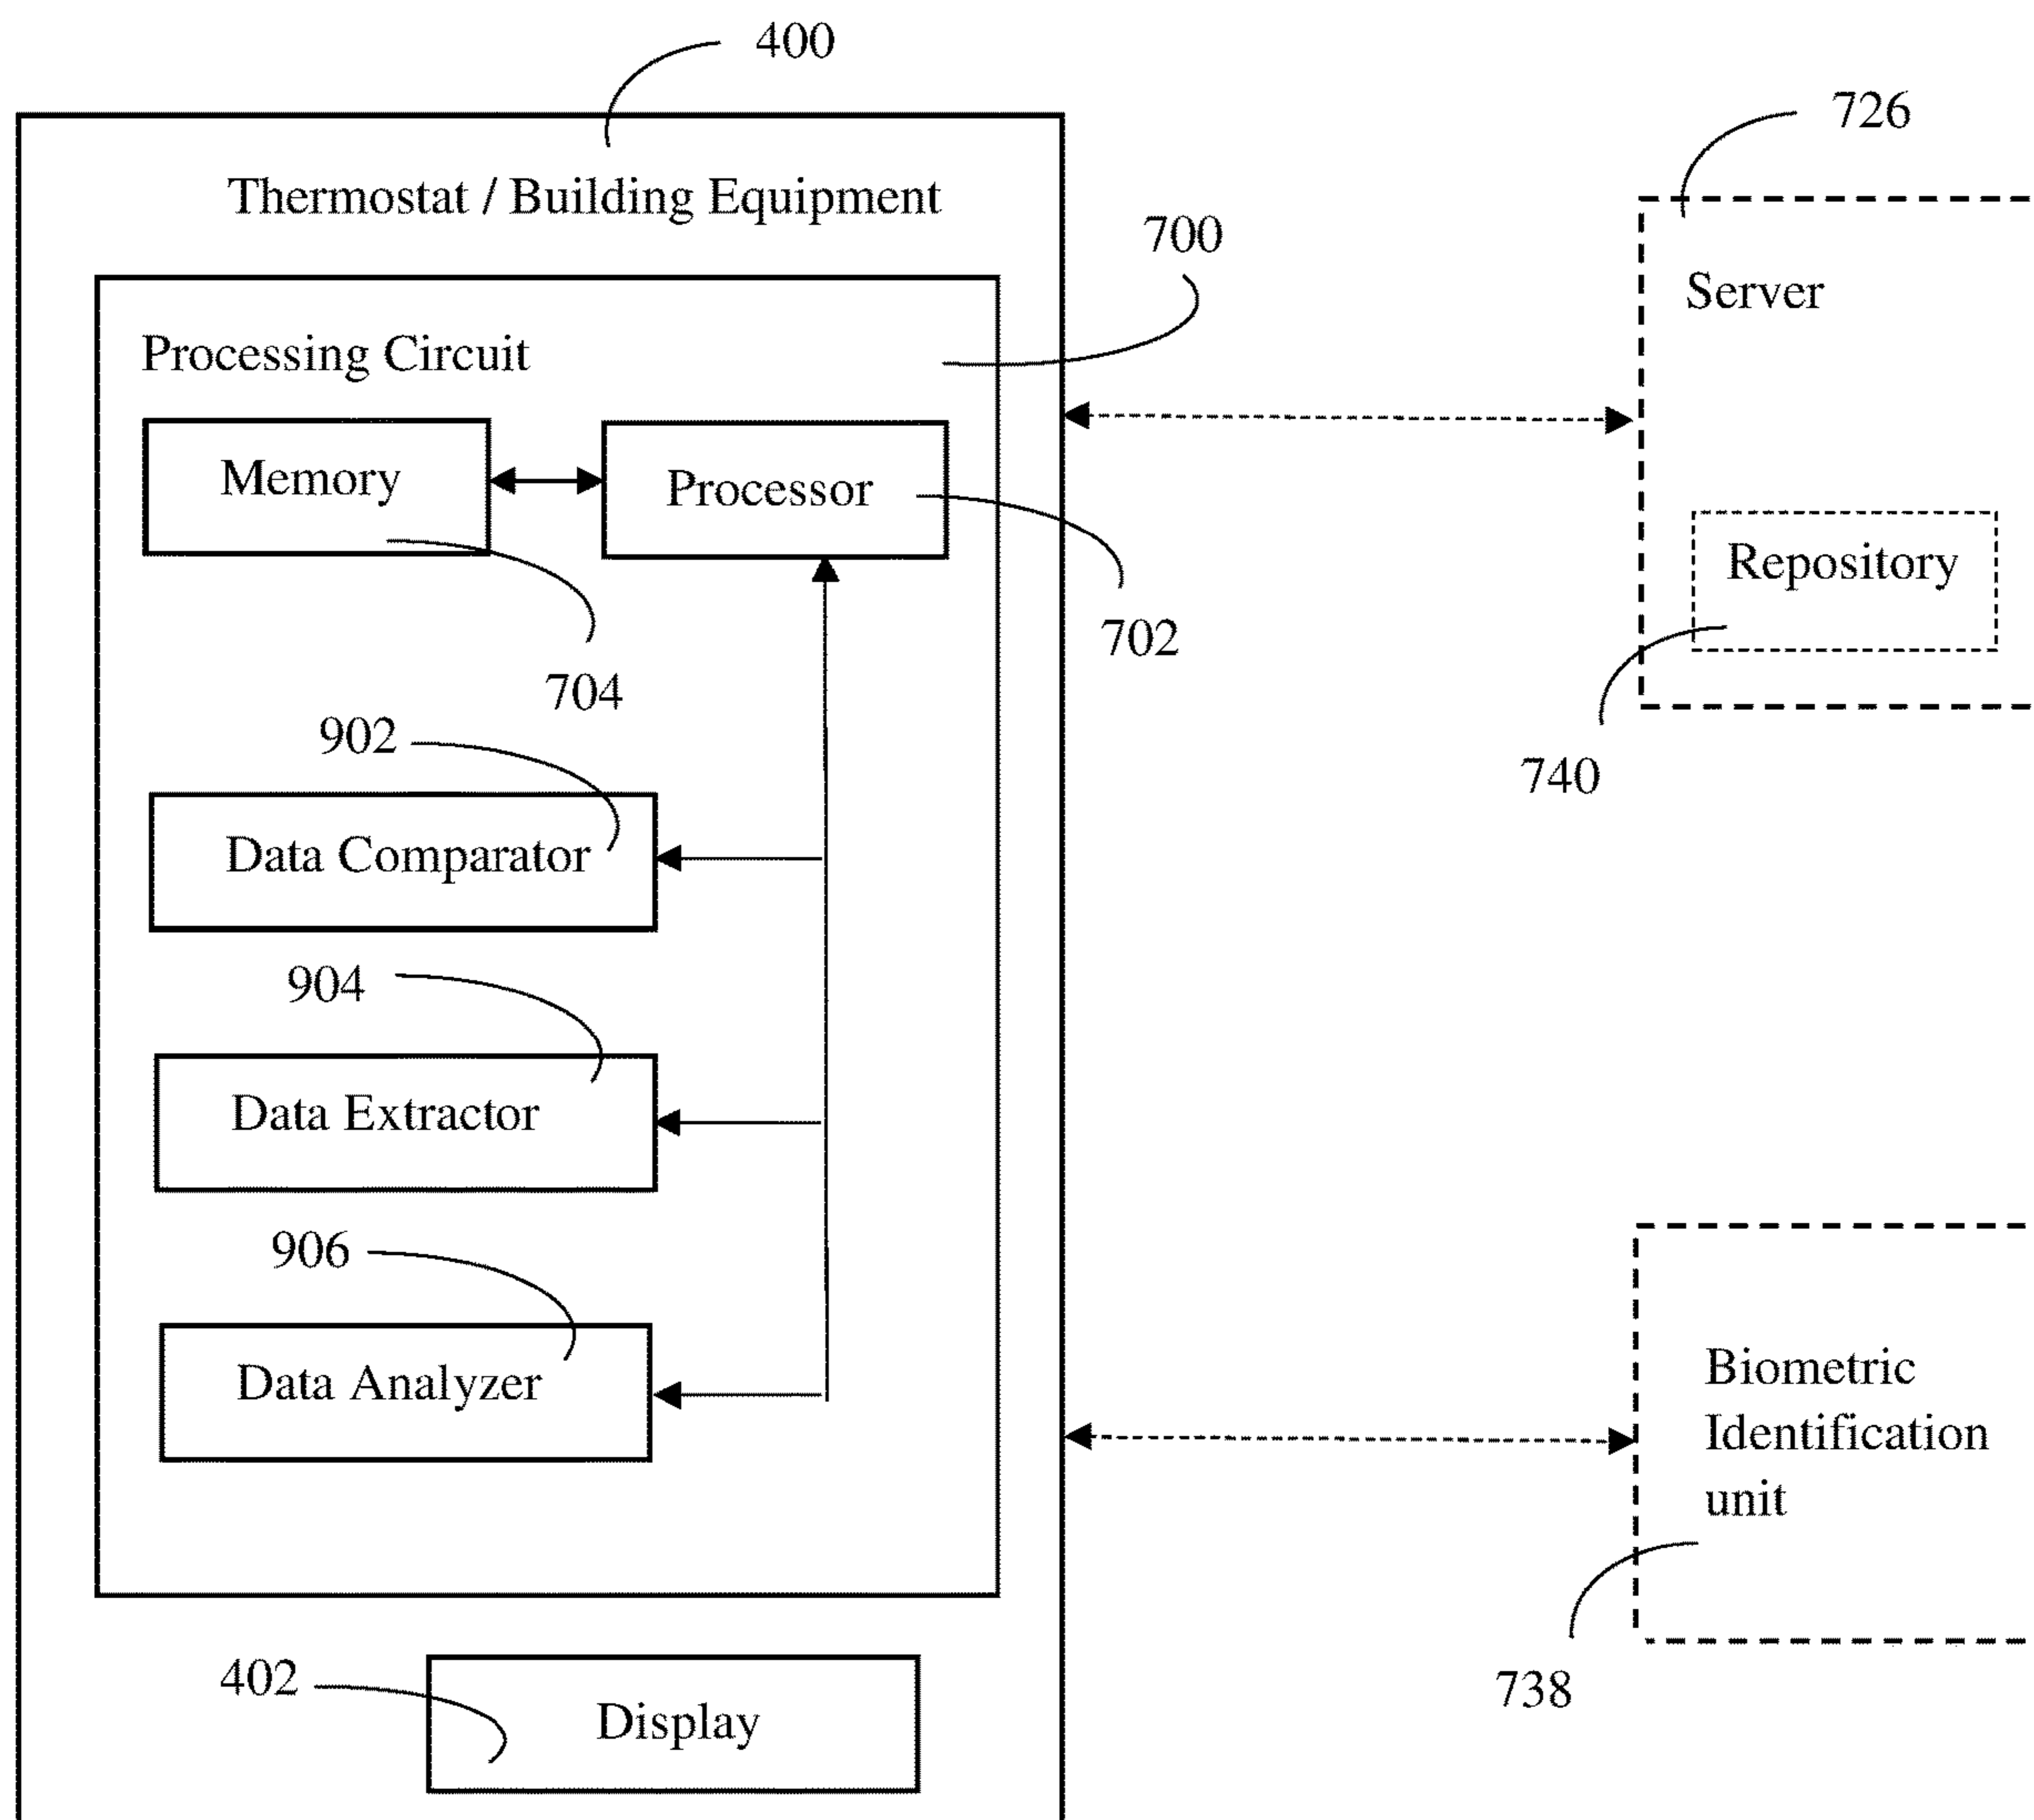 400
726
Thermostat / Building Equipment
700
Server
Processing Circuit
Memory
Processor
Repository
702
704
902
740
Data Comparator
904
Data Extractor
906
Biometric
Identification
unit
Data Analyzer
402
738
Display